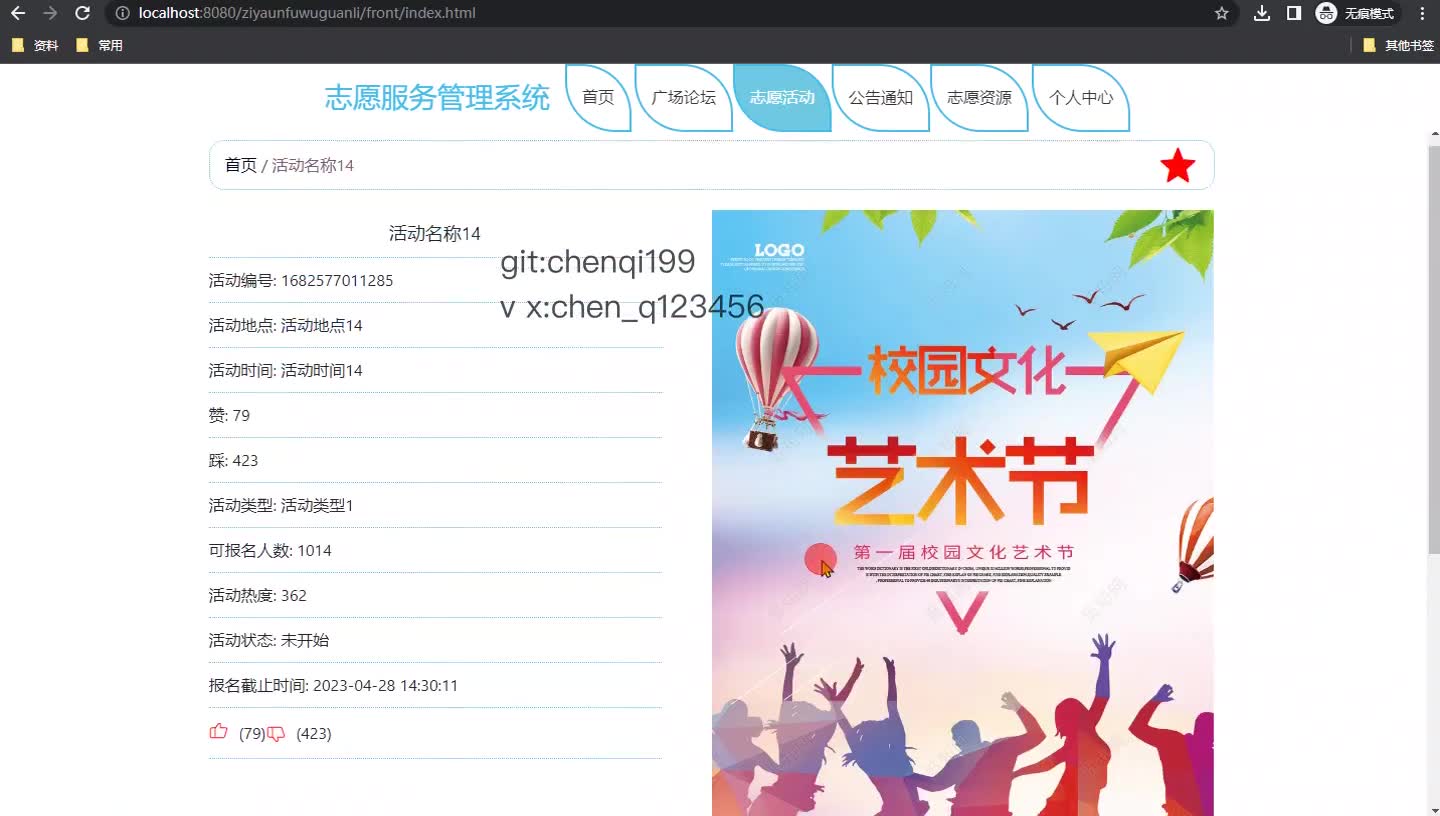 localhost:8080/ziyaunfuwuguanli/front/index.html
无痕模式
资料 常用 其他书签
志愿服务管理系统 首页 广场论坛 志愿活动 公告通知 志愿资源 个人中心
首页 / 活动名称14
活动名称14
git:chenqi199
v x:chen_q123456
活动编号: 1682577011285
活动地点: 活动地点14
活动时间: 活动时间14
赞: 79
踩: 423
活动类型: 活动类型1
可报名人数: 1014
活动热度: 362
活动状态: 未开始
报名截止时间: 2023-04-28 14:30:11
(79) (423)
LOGO
校园文化
艺术节
第一届校园文化艺术节